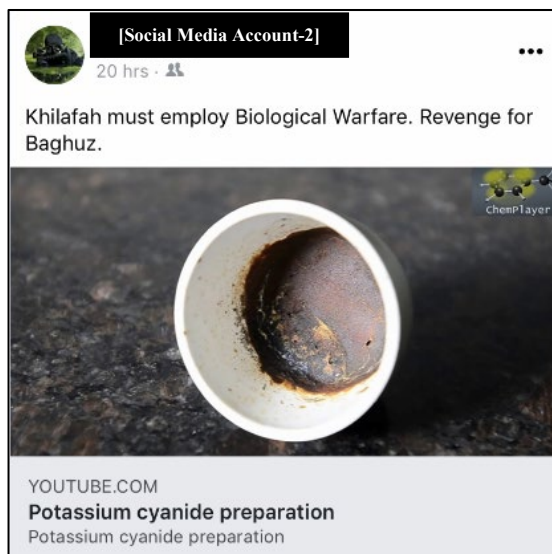 [Social Media Account-2]
20 hrs ·
Khilafah must employ Biological Warfare. Revenge for
Baghuz.
ChemPlayer
YOUTUBE.COM
Potassium cyanide preparation
Potassium cyanide preparation